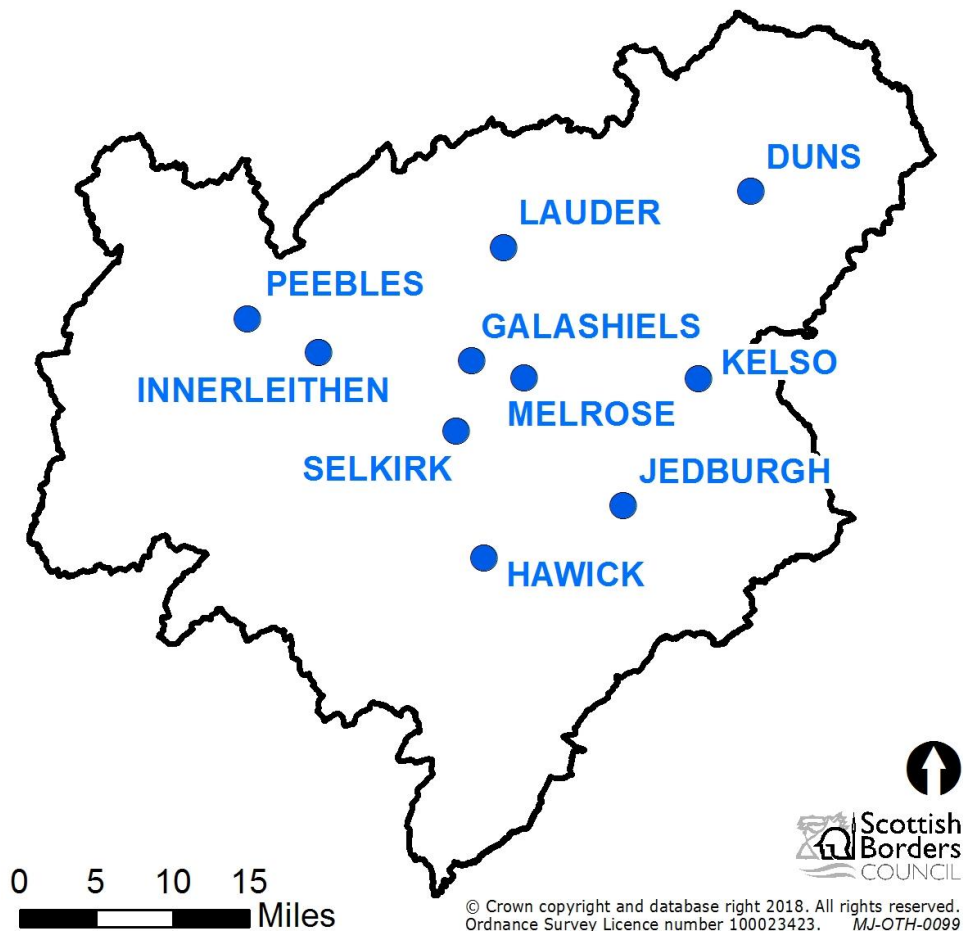 DUNS
LAUDER
PEEBLES
GALASHIELS
KELSO
INNERLEITHEN
MELROSE
SELKIRK
JEDBURGH
HAWICK
Scottish
Borders
COUNCIL
0 5 10 15
Miles
© Crown copyright and database right 2018. All rights reserved.
Ordnance Survey Licence number 100023423. MJ-OTH-0099